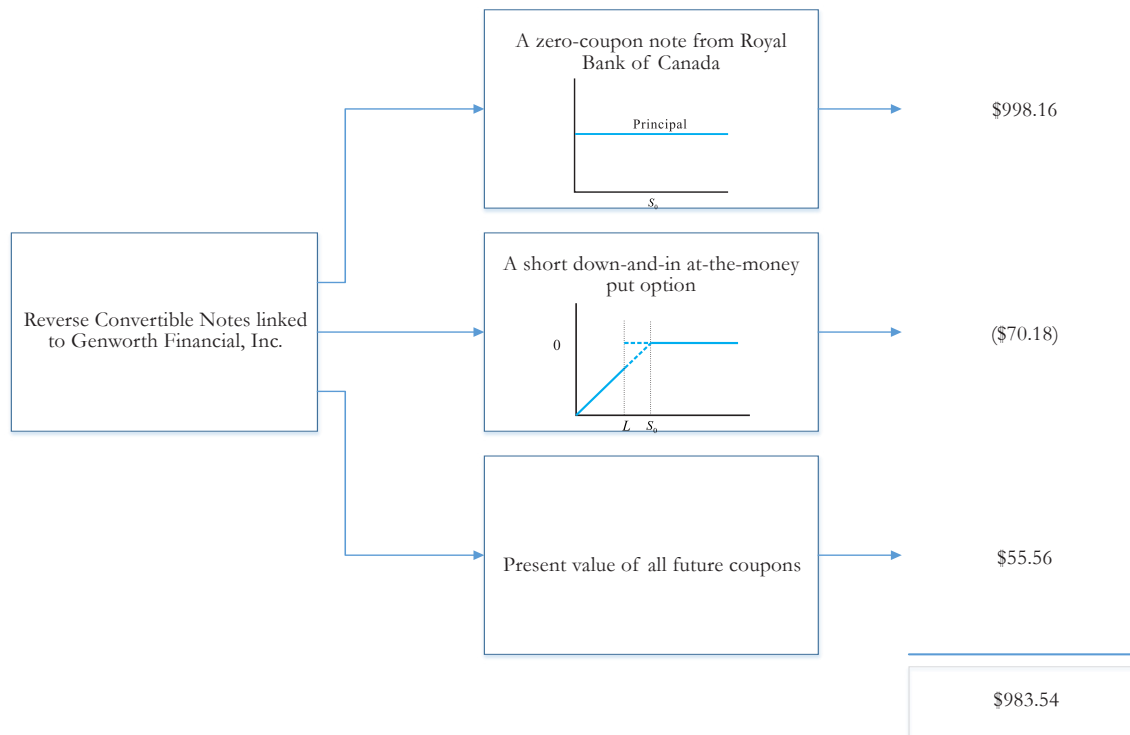 A zero-coupon note from Royal
Bank of Canada
Principal
S₀
$998.16
Reverse Convertible Notes linked
to Genworth Financial, Inc.
A short down-and-in at-the-money
put option
0
L S₀
($70.18)
Present value of all future coupons
$55.56
$983.54